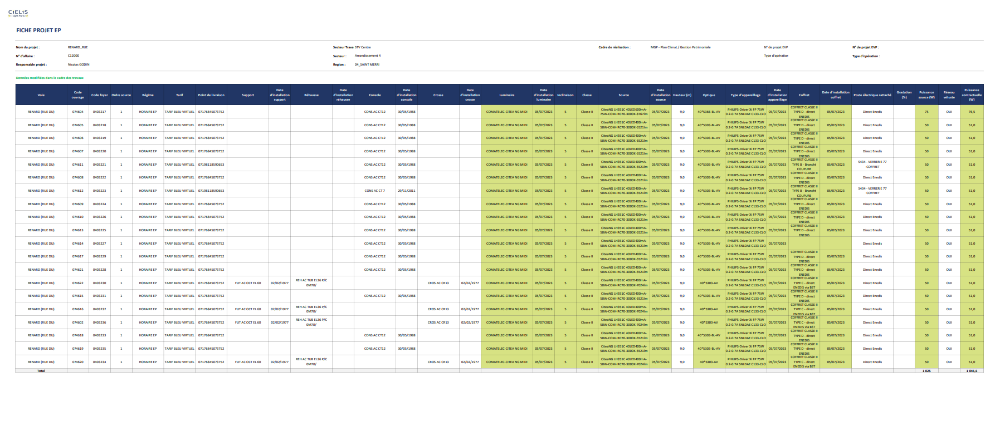 CiELiS
light Paris
FICHE PROJET EP
Nom du projet : RENARD_RUE Secteur Trava STV Centre Cadre de réalisation : MGP - Plan Climat / Gestion Patrimoniale N° de projet EVP N° de projet EVP :
N° d'affaire : C12000 Secteur : Arrondissement 4 Type d'opération Type d'opération :
Responsable projet : Nicolas GODIN Region : 04_SAINT MERRI
Données modifiées dans le cadre des travaux
Voie Code ouvrage Code foyer Ordre source Régime Tarif Point de livraison Support Date d'installation support Réhausse Date d'installation réhausse Console Date d'installation console Crosse Date d'installation crosse Luminaire Date d'installation luminaire Inclinaison Classe Source Date d'installation source Hauteur (m) Optique Type d'appareillage Date d'installation appareillage Coffret Date d'installation coffret Poste électrique rattaché Gradation (%) Puissance source (W) Réseau vétuste Puissance contractuelle (W)
RENARD (RUE DU) 074604 0403217 1 HORAIRE EP TARIF BLEU VIRTUEL 07176845073752 CONS AC CT12 30/05/1988 COMATELEC-CITEA NG MIDI 05/07/2023 5 Classe II CiteaNG LH351C 40LED600mA-75W-COM-IRC70-3000K-8767lm 05/07/2023 9,0 40*5366-BL-AV PHILIPS-Driver Xi FP 75W 0.2-0.7A SNLDAE C133-CLO 05/07/2023 COFFRET CLASSE II TYPE D - direct ENEDIS 05/07/2023 Direct Enedis 75 OUI 76,5
RENARD (RUE DU) 074605 0403218 1 HORAIRE EP TARIF BLEU VIRTUEL 07176845073752 CONS AC CT12 30/05/1988 COMATELEC-CITEA NG MIDI 05/07/2023 5 Classe II CiteaNG LH351C 40LED400mA-50W-COM-IRC70-3000K-6521lm 05/07/2023 9,0 40*5303-BL-AV PHILIPS-Driver Xi FP 75W 0.2-0.7A SNLDAE C133-CLO 05/07/2023 COFFRET CLASSE II TYPE D - direct ENEDIS 05/07/2023 Direct Enedis 50 OUI 51,0
RENARD (RUE DU) 074606 0403219 1 HORAIRE EP TARIF BLEU VIRTUEL 07176845073752 CONS AC CT12 30/05/1988 COMATELEC-CITEA NG MIDI 05/07/2023 5 Classe II CiteaNG LH351C 40LED400mA-50W-COM-IRC70-3000K-6521lm 05/07/2023 9,0 40*5303-BL-AV PHILIPS-Driver Xi FP 75W 0.2-0.7A SNLDAE C133-CLO 05/07/2023 COFFRET CLASSE II TYPE D - direct ENEDIS 05/07/2023 Direct Enedis 50 OUI 51,0
RENARD (RUE DU) 074607 0403220 1 HORAIRE EP TARIF BLEU VIRTUEL 07176845073752 CONS AC CT12 30/05/1988 COMATELEC-CITEA NG MIDI 05/07/2023 5 Classe II CiteaNG LH351C 40LED400mA-50W-COM-IRC70-3000K-6521lm 05/07/2023 9,0 40*5303-BL-AV PHILIPS-Driver Xi FP 75W 0.2-0.7A SNLDAE C133-CLO 05/07/2023 COFFRET CLASSE II TYPE D - direct ENEDIS 05/07/2023 Direct Enedis 50 OUI 51,0
RENARD (RUE DU) 074611 0403221 1 HORAIRE EP TARIF BLEU VIRTUEL 07198118590653 CONS AC CT12 30/05/1988 COMATELEC-CITEA NG MIDI 05/07/2023 5 Classe II CiteaNG LH351C 40LED400mA-50W-COM-IRC70-3000K-6521lm 05/07/2023 9,0 40*5303-BL-AV PHILIPS-Driver Xi FP 75W 0.2-0.7A SNLDAE C133-CLO 05/07/2023 COFFRET CLASSE II TYPE B - Brancht COUPURE 05/07/2023 S434 - VERRERIE 77 :COFFRET 50 OUI 51,0
RENARD (RUE DU) 074608 0403222 1 HORAIRE EP TARIF BLEU VIRTUEL 07176845073752 CONS AC CT12 30/05/1988 COMATELEC-CITEA NG MIDI 05/07/2023 5 Classe II CiteaNG LH351C 40LED400mA-50W-COM-IRC70-3000K-6521lm 05/07/2023 9,0 40*5303-BL-AV PHILIPS-Driver Xi FP 75W 0.2-0.7A SNLDAE C133-CLO 05/07/2023 COFFRET CLASSE II TYPE D - direct ENEDIS 05/07/2023 Direct Enedis 50 OUI 51,0
RENARD (RUE DU) 074612 0403223 1 HORAIRE EP TARIF BLEU VIRTUEL 07198118590653 CONS AC CT 7 29/11/2011 COMATELEC-CITEA NG MIDI 05/07/2023 5 Classe II CiteaNG LH351C 40LED400mA-50W-COM-IRC70-3000K-6521lm 05/07/2023 9,0 40*5303-BL-AV PHILIPS-Driver Xi FP 75W 0.2-0.7A SNLDAE C133-CLO 05/07/2023 COFFRET CLASSE II TYPE B - Brancht COUPURE 05/07/2023 S434 - VERRERIE 77 :COFFRET 50 OUI 51,0
RENARD (RUE DU) 074609 0403224 1 HORAIRE EP TARIF BLEU VIRTUEL 07176845073752 CONS AC CT12 30/05/1988 COMATELEC-CITEA NG MIDI 05/07/2023 5 Classe II CiteaNG LH351C 40LED400mA-50W-COM-IRC70-3000K-6521lm 05/07/2023 9,0 40*5303-BL-AV PHILIPS-Driver Xi FP 75W 0.2-0.7A SNLDAE C133-CLO 05/07/2023 COFFRET CLASSE II TYPE D - direct ENEDIS 05/07/2023 Direct Enedis 50 OUI 51,0
RENARD (RUE DU) 074610 0403226 1 HORAIRE EP TARIF BLEU VIRTUEL 07176845073752 CONS AC CT12 30/05/1988 COMATELEC-CITEA NG MIDI 05/07/2023 5 Classe II CiteaNG LH351C 40LED400mA-50W-COM-IRC70-3000K-6521lm 05/07/2023 9,0 40*5303-BL-AV PHILIPS-Driver Xi FP 75W 0.2-0.7A SNLDAE C133-CLO 05/07/2023 COFFRET CLASSE II TYPE D - direct ENEDIS 05/07/2023 Direct Enedis 50 OUI 51,0
RENARD (RUE DU) 074613 0403225 1 HORAIRE EP TARIF BLEU VIRTUEL 07176845073752 CONS AC CT12 30/05/1988 COMATELEC-CITEA NG MIDI 05/07/2023 5 Classe II CiteaNG LH351C 40LED400mA-50W-COM-IRC70-3000K-6521lm 05/07/2023 9,0 40*5303-BL-AV PHILIPS-Driver Xi FP 75W 0.2-0.7A SNLDAE C133-CLO 05/07/2023 COFFRET CLASSE II TYPE D - direct ENEDIS 05/07/2023 Direct Enedis 50 OUI 51,0
RENARD (RUE DU) 074614 0403227 1 HORAIRE EP TARIF BLEU VIRTUEL 07176845073752 CONS AC CT12 30/05/1988 COMATELEC-CITEA NG MIDI 05/07/2023 5 Classe II CiteaNG LH351C 40LED400mA-50W-COM-IRC70-3000K-6521lm 05/07/2023 9,0 40*5303-BL-AV PHILIPS-Driver Xi FP 75W 0.2-0.7A SNLDAE C133-CLO 05/07/2023 Direct Enedis 50 OUI 51,0
RENARD (RUE DU) 074617 0403229 1 HORAIRE EP TARIF BLEU VIRTUEL 07176845073752 CONS AC CT12 30/05/1988 COMATELEC-CITEA NG MIDI 05/07/2023 5 Classe II CiteaNG LH351C 40LED400mA-50W-COM-IRC70-3000K-6521lm 05/07/2023 9,0 40*5303-BL-AV PHILIPS-Driver Xi FP 75W 0.2-0.7A SNLDAE C133-CLO 05/07/2023 COFFRET CLASSE II TYPE D - direct ENEDIS 05/07/2023 Direct Enedis 50 OUI 51,0
RENARD (RUE DU) 074621 0403228 1 HORAIRE EP TARIF BLEU VIRTUEL 07176845073752 CONS AC CT12 30/05/1988 COMATELEC-CITEA NG MIDI 05/07/2023 5 Classe II CiteaNG LH351C 40LED400mA-50W-COM-IRC70-3000K-6521lm 05/07/2023 9,0 40*5303-BL-AV PHILIPS-Driver Xi FP 75W 0.2-0.7A SNLDAE C133-CLO 05/07/2023 COFFRET CLASSE II TYPE D - direct ENEDIS 05/07/2023 Direct Enedis 50 OUI 51,0
RENARD (RUE DU) 074622 0403230 1 HORAIRE EP TARIF BLEU VIRTUEL 07176845073752 FUT AC OCT EL 60 02/02/1977 REH AC TUB EL36 P/C 0M70/ CROS AC CR13 02/02/1977 COMATELEC-CITEA NG MIDI 05/07/2023 5 Classe II CiteaNG LH351C 40LED400mA-50W-COM-IRC70-3000K-7024lm 05/07/2023 9,0 40*5303-AV PHILIPS-Driver Xi FP 75W 0.2-0.7A SNLDAE C133-CLO 05/07/2023 COFFRET CLASSE II TYPE C - direct ENEDIS via BST 05/07/2023 Direct Enedis 50 OUI 51,0
RENARD (RUE DU) 074615 0403231 1 HORAIRE EP TARIF BLEU VIRTUEL 07176845073752 CONS AC CT12 30/05/1988 COMATELEC-CITEA NG MIDI 05/07/2023 5 Classe II CiteaNG LH351C 40LED400mA-50W-COM-IRC70-3000K-6521lm 05/07/2023 9,0 40*5303-BL-AV PHILIPS-Driver Xi FP 75W 0.2-0.7A SNLDAE C133-CLO 05/07/2023 COFFRET CLASSE II TYPE D - direct ENEDIS 05/07/2023 Direct Enedis 50 OUI 51,0
RENARD (RUE DU) 074616 0403232 1 HORAIRE EP TARIF BLEU VIRTUEL 07176845073752 FUT AC OCT EL 60 02/02/1977 REH AC TUB EL36 P/C 0M70/ CROS AC CR13 02/02/1977 COMATELEC-CITEA NG MIDI 05/07/2023 5 Classe II CiteaNG LH351C 40LED400mA-50W-COM-IRC70-3000K-7024lm 05/07/2023 9,0 40*5303-AV PHILIPS-Driver Xi FP 75W 0.2-0.7A SNLDAE C133-CLO 05/07/2023 COFFRET CLASSE II TYPE C - direct ENEDIS via BST 05/07/2023 Direct Enedis 50 OUI 51,0
RENARD (RUE DU) 074602 0403236 1 HORAIRE EP TARIF BLEU VIRTUEL 07176845073752 FUT AC OCT EL 60 02/02/1977 REH AC TUB EL36 P/C 0M70/ CROS AC CR13 02/02/1977 COMATELEC-CITEA NG MIDI 05/07/2023 5 Classe II CiteaNG LH351C 40LED400mA-50W-COM-IRC70-3000K-7024lm 05/07/2023 9,0 40*5303-AV PHILIPS-Driver Xi FP 75W 0.2-0.7A SNLDAE C133-CLO 05/07/2023 COFFRET CLASSE II TYPE C - direct ENEDIS via BST 05/07/2023 Direct Enedis 50 OUI 51,0
RENARD (RUE DU) 074618 0403233 1 HORAIRE EP TARIF BLEU VIRTUEL 07176845073752 CONS AC CT12 30/05/1988 COMATELEC-CITEA NG MIDI 05/07/2023 5 Classe II CiteaNG LH351C 40LED400mA-50W-COM-IRC70-3000K-6521lm 05/07/2023 9,0 40*5303-BL-AV PHILIPS-Driver Xi FP 75W 0.2-0.7A SNLDAE C133-CLO 05/07/2023 COFFRET CLASSE II TYPE D - direct ENEDIS 05/07/2023 Direct Enedis 50 OUI 51,0
RENARD (RUE DU) 074619 0403235 1 HORAIRE EP TARIF BLEU VIRTUEL 07176845073752 CONS AC CT12 30/05/1988 COMATELEC-CITEA NG MIDI 05/07/2023 5 Classe II CiteaNG LH351C 40LED400mA-50W-COM-IRC70-3000K-6521lm 05/07/2023 9,0 40*5303-BL-AV PHILIPS-Driver Xi FP 75W 0.2-0.7A SNLDAE C133-CLO 05/07/2023 COFFRET CLASSE II TYPE D - direct ENEDIS 05/07/2023 Direct Enedis 50 OUI 51,0
RENARD (RUE DU) 074620 0403234 1 HORAIRE EP TARIF BLEU VIRTUEL 07176845073752 FUT AC OCT EL 60 02/02/1977 REH AC TUB EL36 P/C 0M70/ CROS AC CR13 02/02/1977 COMATELEC-CITEA NG MIDI 05/07/2023 5 Classe II CiteaNG LH351C 40LED400mA-50W-COM-IRC70-3000K-7024lm 05/07/2023 9,0 40*5303-AV PHILIPS-Driver Xi FP 75W 0.2-0.7A SNLDAE C133-CLO 05/07/2023 COFFRET CLASSE II TYPE C - direct ENEDIS via BST 05/07/2023 Direct Enedis 50 OUI 51,0
Total 1 025 1 045,5